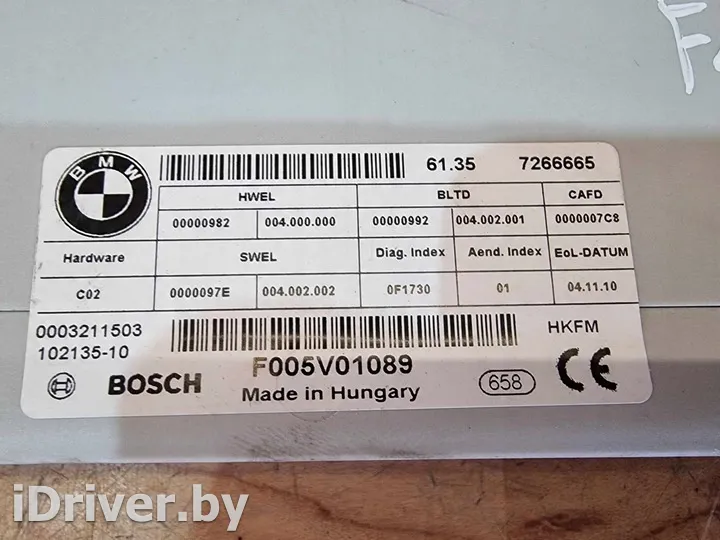 BMW
61.35 7266665
HWEL BLTD CAFD
00000982 004.000.000 00000992 004.002.001 0000007C8
Hardware SWEL Diag. Index Aend. Index EoL-DATUM
C02 0000097E 004.002.002 0F1730 01 04.11.10
0003211503
102135-10
HKFM
BOSCH
F005V01089
Made in Hungary
658
CE
iDriver.by